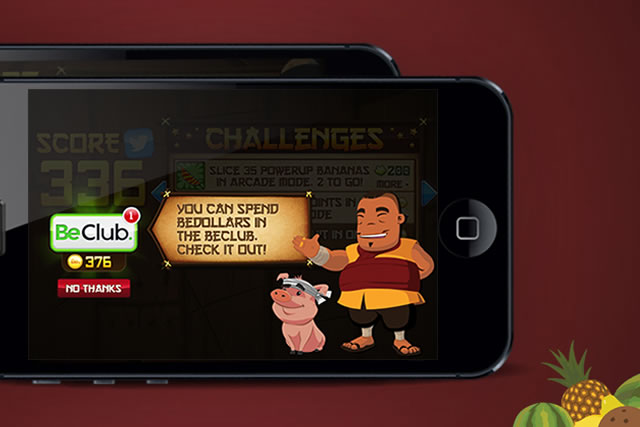 SCORE
336
CHALLENGES
SLICE 35 POWERUP BANANAS
IN ARCADE MODE. 2 TO GO!
200
MORE
YOU CAN SPEND
BEDOLLARS IN
THE BECLUB.
CHECK IT OUT!
BeClub.
1
376
NO THANKS